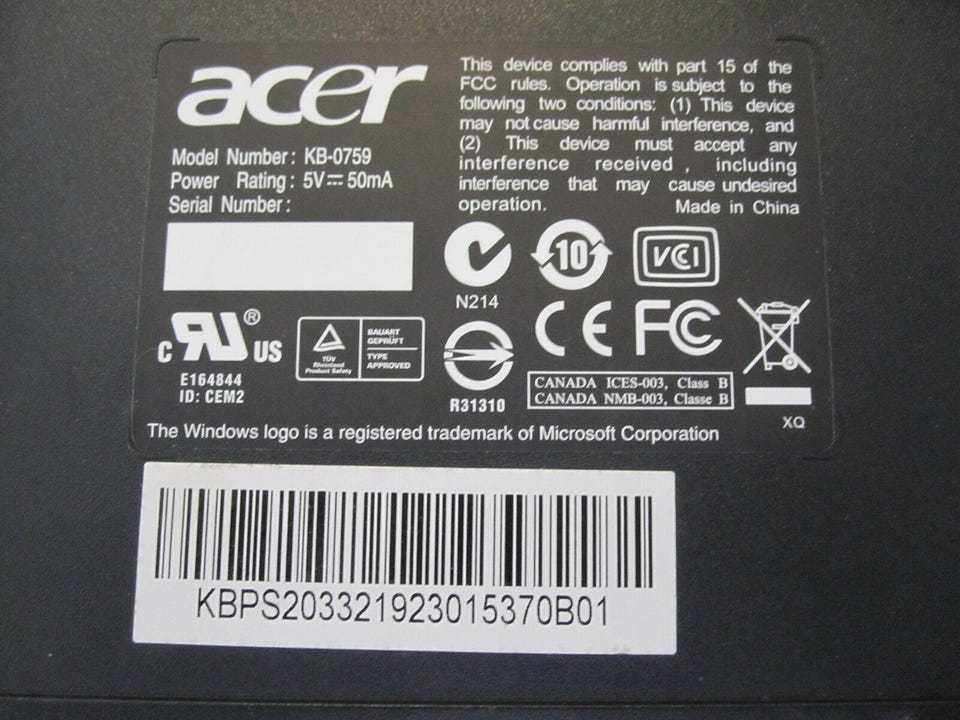 acer
Model Number: KB-0759
Power Rating: 5V⎓50mA
Serial Number:
This device complies with part 15 of the
FCC rules. Operation is subject to the
following two conditions: (1) This device
may not cause harmful interference, and
(2) This device must accept any
interference received, including
interference that may cause undesired
operation.
Made in China
N214
10
VCI
c RU ® US
E164844
ID: CEM2
TÜV
Rheinland
Product Safety
BAUART
GEPRÜFT
TYPE
APPROVED
R31310
CE FC
CANADA ICES-003, Class B
CANADA NMB-003, Classe B
XQ
The Windows logo is a registered trademark of Microsoft Corporation
KBPS203321923015370B01